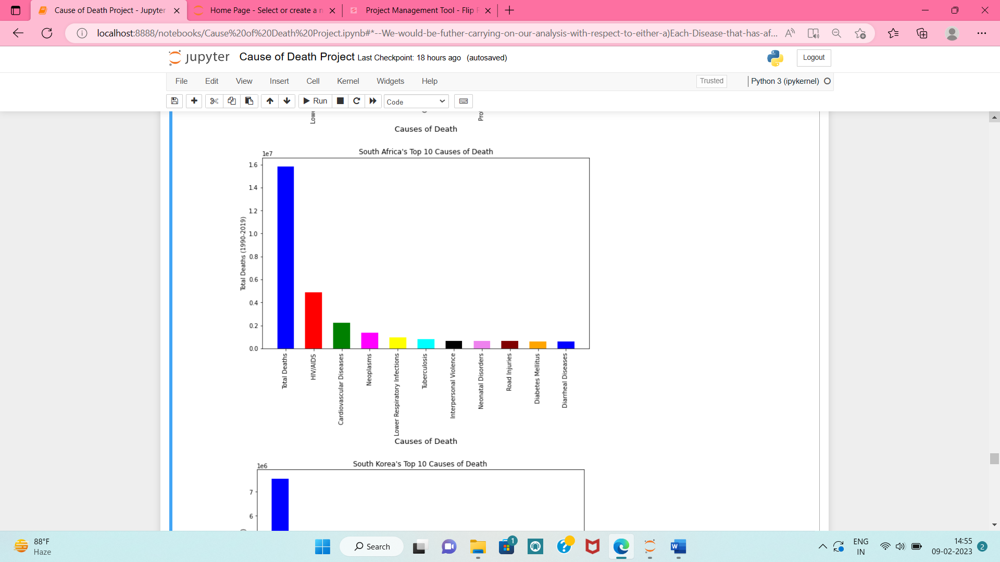 Cause of Death Project - Jupyter
Home Page - Select or create a n
Project Management Tool - Flip
localhost:8888/notebooks/Cause%20of%20Death%20Project.ipynb#*--We-would-be-futher-carrying-on-our-analysis-with-respect-to-either-a)Each-Disease-that-has-af...
jupyter Cause of Death Project Last Checkpoint: 18 hours ago (autosaved)
Logout
File Edit View Insert Cell Kernel Widgets Help
Trusted
Python 3 (ipykernel)
Run
Code
Causes of Death
South Africa's Top 10 Causes of Death
1e7
1.6
1.4
1.2
1.0
0.8
0.6
0.4
0.2
0.0
Total Deaths (1990-2019)
Total Deaths
HIV/AIDS
Cardiovascular Diseases
Neoplasms
Lower Respiratory Infections
Tuberculosis
Interpersonal Violence
Neonatal Disorders
Road Injuries
Diabetes Mellitus
Diarrheal Diseases
Causes of Death
South Korea's Top 10 Causes of Death
1e6
7
6
88°F
Haze
Search
1
ENG
IN
14:55
09-02-2023
2